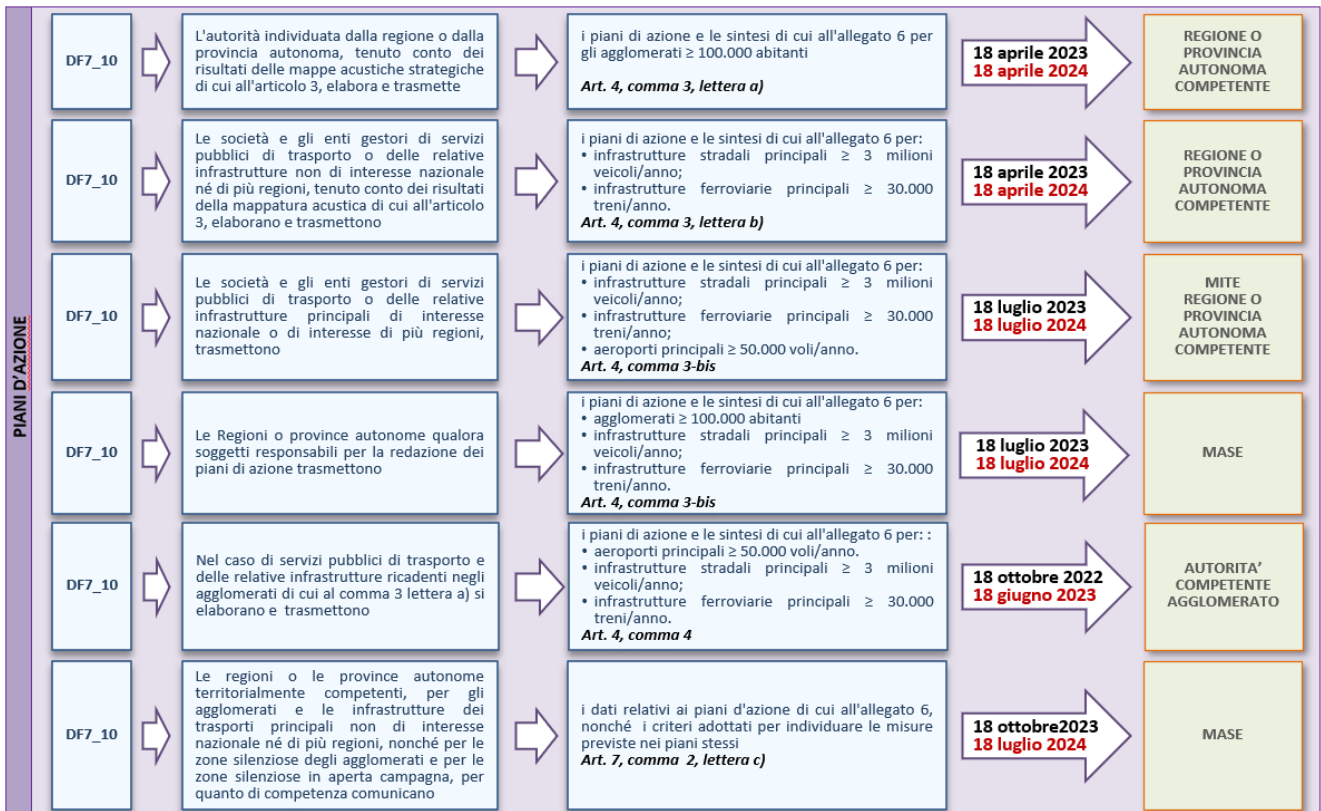 PIANI D'AZIONE
DF7_10
L'autorità individuata dalla regione o dalla
provincia autonoma, tenuto conto dei
risultati delle mappe acustiche strategiche
di cui all'articolo 3, elabora e trasmette
i piani di azione e le sintesi di cui all'allegato 6 per
gli agglomerati ≥ 100.000 abitanti
Art. 4, comma 3, lettera a)
18 aprile 2023
18 aprile 2024
REGIONE O
PROVINCIA
AUTONOMA
COMPETENTE
DF7_10
Le società e gli enti gestori di servizi
pubblici di trasporto o delle relative
infrastrutture non di interesse nazionale
né di più regioni, tenuto conto dei risultati
della mappatura acustica di cui all'articolo
3, elaborano e trasmettono
i piani di azione e le sintesi di cui all'allegato 6 per:
• infrastrutture stradali principali ≥ 3 milioni
veicoli/anno;
• infrastrutture ferroviarie principali ≥ 30.000
treni/anno.
Art. 4, comma 3, lettera b)
18 aprile 2023
18 aprile 2024
REGIONE O
PROVINCIA
AUTONOMA
COMPETENTE
DF7_10
Le società e gli enti gestori di servizi
pubblici di trasporto o delle relative
infrastrutture principali di interesse
nazionale o di interesse di più regioni,
trasmettono
i piani di azione e le sintesi di cui all'allegato 6 per:
• infrastrutture stradali principali ≥ 3 milioni
veicoli/anno;
• infrastrutture ferroviarie principali ≥ 30.000
treni/anno;
• aeroporti principali ≥ 50.000 voli/anno.
Art. 4, comma 3-bis
18 luglio 2023
18 luglio 2024
MITE
REGIONE O
PROVINCIA
AUTONOMA
COMPETENTE
DF7_10
Le Regioni o province autonome qualora
soggetti responsabili per la redazione dei
piani di azione trasmettono
i piani di azione e le sintesi di cui all'allegato 6 per:
• agglomerati ≥ 100.000 abitanti
• infrastrutture stradali principali ≥ 3 milioni
veicoli/anno;
• infrastrutture ferroviarie principali ≥ 30.000
treni/anno.
Art. 4, comma 3-bis
18 luglio 2023
18 luglio 2024
MASE
DF7_10
Nel caso di servizi pubblici di trasporto e
delle relative infrastrutture ricadenti negli
agglomerati di cui al comma 3 lettera a) si
elaborano e trasmettono
i piani di azione e le sintesi di cui all'allegato 6 per: :
• aeroporti principali ≥ 50.000 voli/anno.
• infrastrutture stradali principali ≥ 3 milioni
veicoli/anno;
• infrastrutture ferroviarie principali ≥ 30.000
treni/anno.
Art. 4, comma 4
18 ottobre 2022
18 giugno 2023
AUTORITA'
COMPETENTE
AGGLOMERATO
DF7_10
Le regioni o le province autonome
territorialmente competenti, per gli
agglomerati e le infrastrutture dei
trasporti principali non di interesse
nazionale né di più regioni, nonché per le
zone silenziose degli agglomerati e per le
zone silenziose in aperta campagna, per
quanto di competenza comunicano
i dati relativi ai piani d'azione di cui all'allegato 6,
nonché i criteri adottati per individuare le misure
previste nei piani stessi
Art. 7, comma 2, lettera c)
18 ottobre2023
18 luglio 2024
MASE